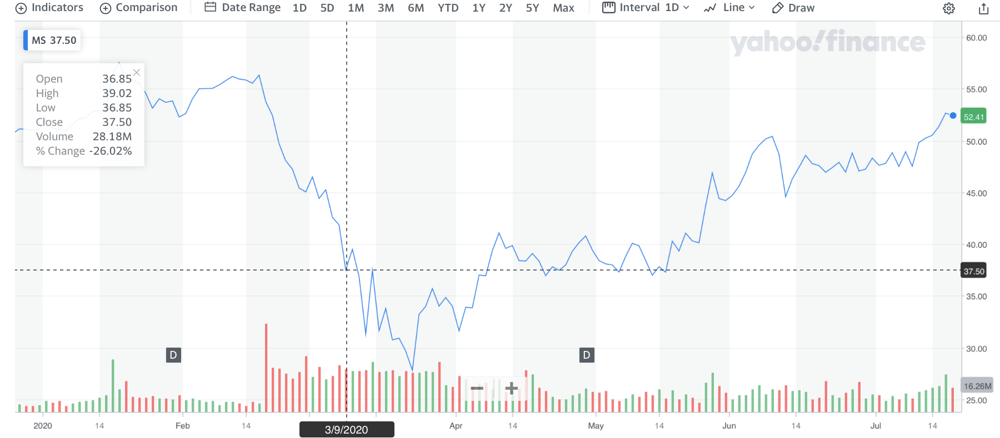 Indicators Comparison Date Range 1D 5D 1M 3M 6M YTD 1Y 2Y 5Y Max Interval 1D Line Draw
yahoo!finance
MS 37.50
Open 36.85
High 39.02
Low 36.85
Close 37.50
Volume 28.18M
% Change -26.02%
60.00
55.00
52.41
50.00
45.00
40.00
37.50
35.00
30.00
16.26M
25.00
D D
2020 14 Feb 14 3/9/2020 Apr 14 May 14 Jun 14 Jul 14